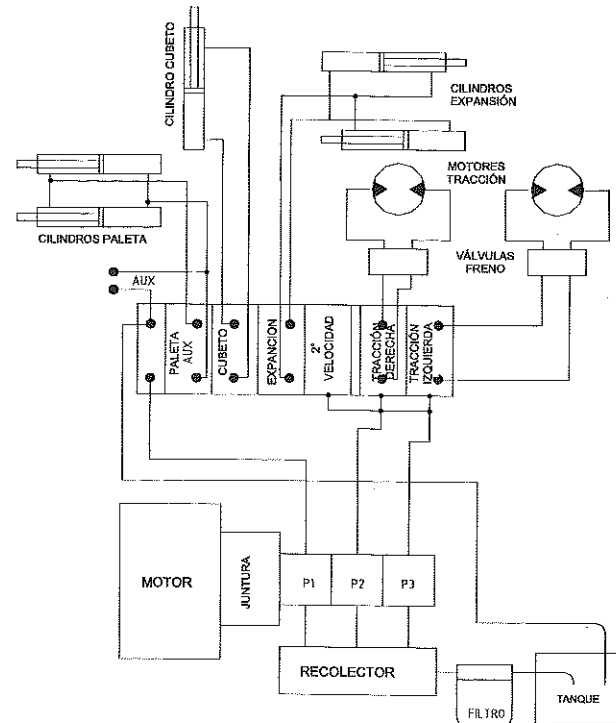 CILINDRO CUBETO
CILINDROS
EXPANSIÓN
MOTORES
TRACCIÓN
CILINDROS PALETA
VÁLVULAS
FRENO
AUX
PALETA
AUX
CUBETO
EXPANCION
2ª
VELOCIDAD
TRACCIÓN
DERECHA
TRACCIÓN
IZQUIERDA
MOTOR
JUNTURA
P1
P2
P3
RECOLECTOR
FILTRO
TANQUE